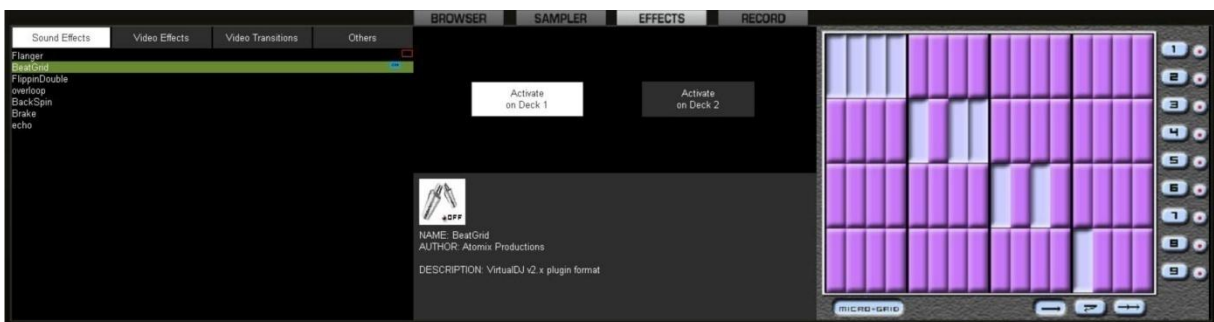 BROWSER SAMPLER EFFECTS RECORD
Sound Effects Video Effects Video Transitions Others
Flanger
BeatGrid
FlippinDouble
overloop
BackSpin
Brake
echo
Activate
on Deck 1
Activate
on Deck 2
OFF
NAME: BeatGrid
AUTHOR: Atomix Productions
DESCRIPTION: VirtualDJ v2.x plugin format
1
2
3
4
5
6
7
8
9
MICRO-GRID